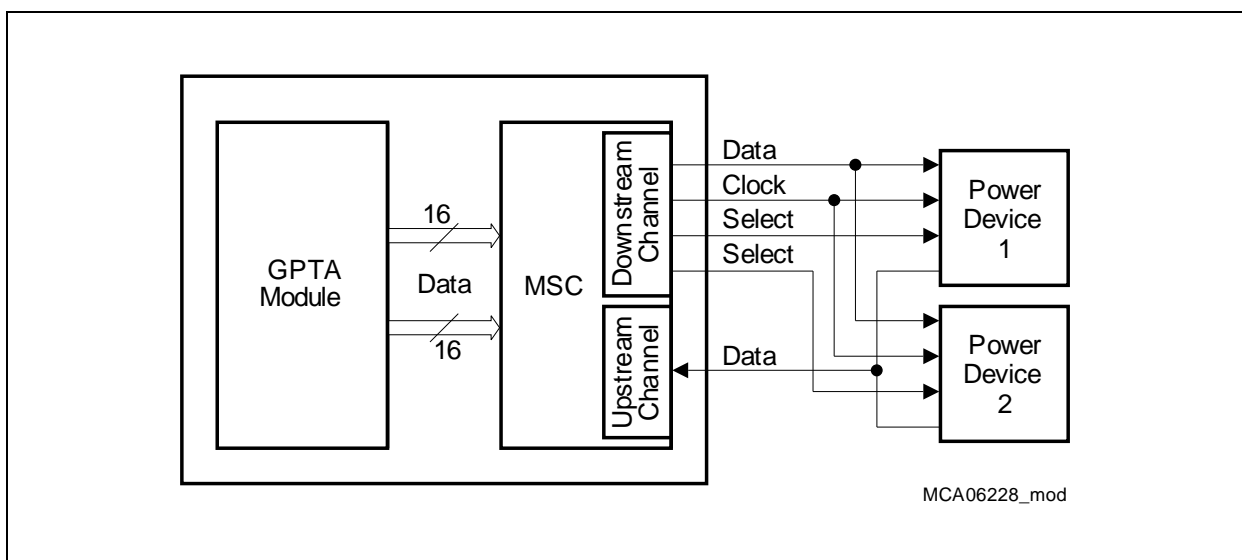 GPTA
Module
16
Data
16
MSC
Downstream
Channel
Upstream
Channel
Data
Clock
Select
Select
Data
Power
Device
1
Power
Device
2
MCA06228_mod